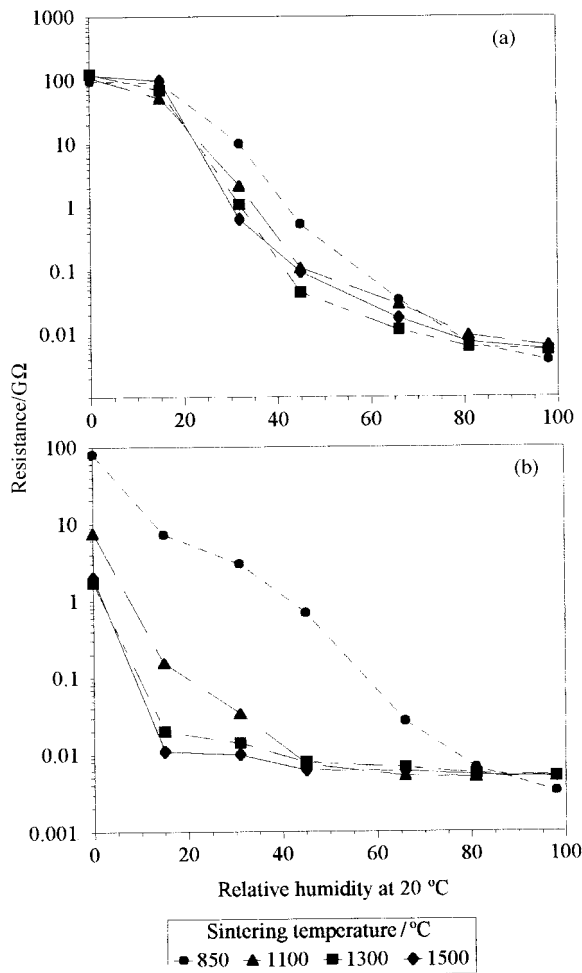 1000
(a)
100
10
1
0.1
0.01
0 20 40 60 80 100
Resistance/GΩ
100
(b)
10
1
0.1
0.01
0.001
0 20 40 60 80 100
Relative humidity at 20 °C
Sintering temperature / °C
850 1100 1300 1500